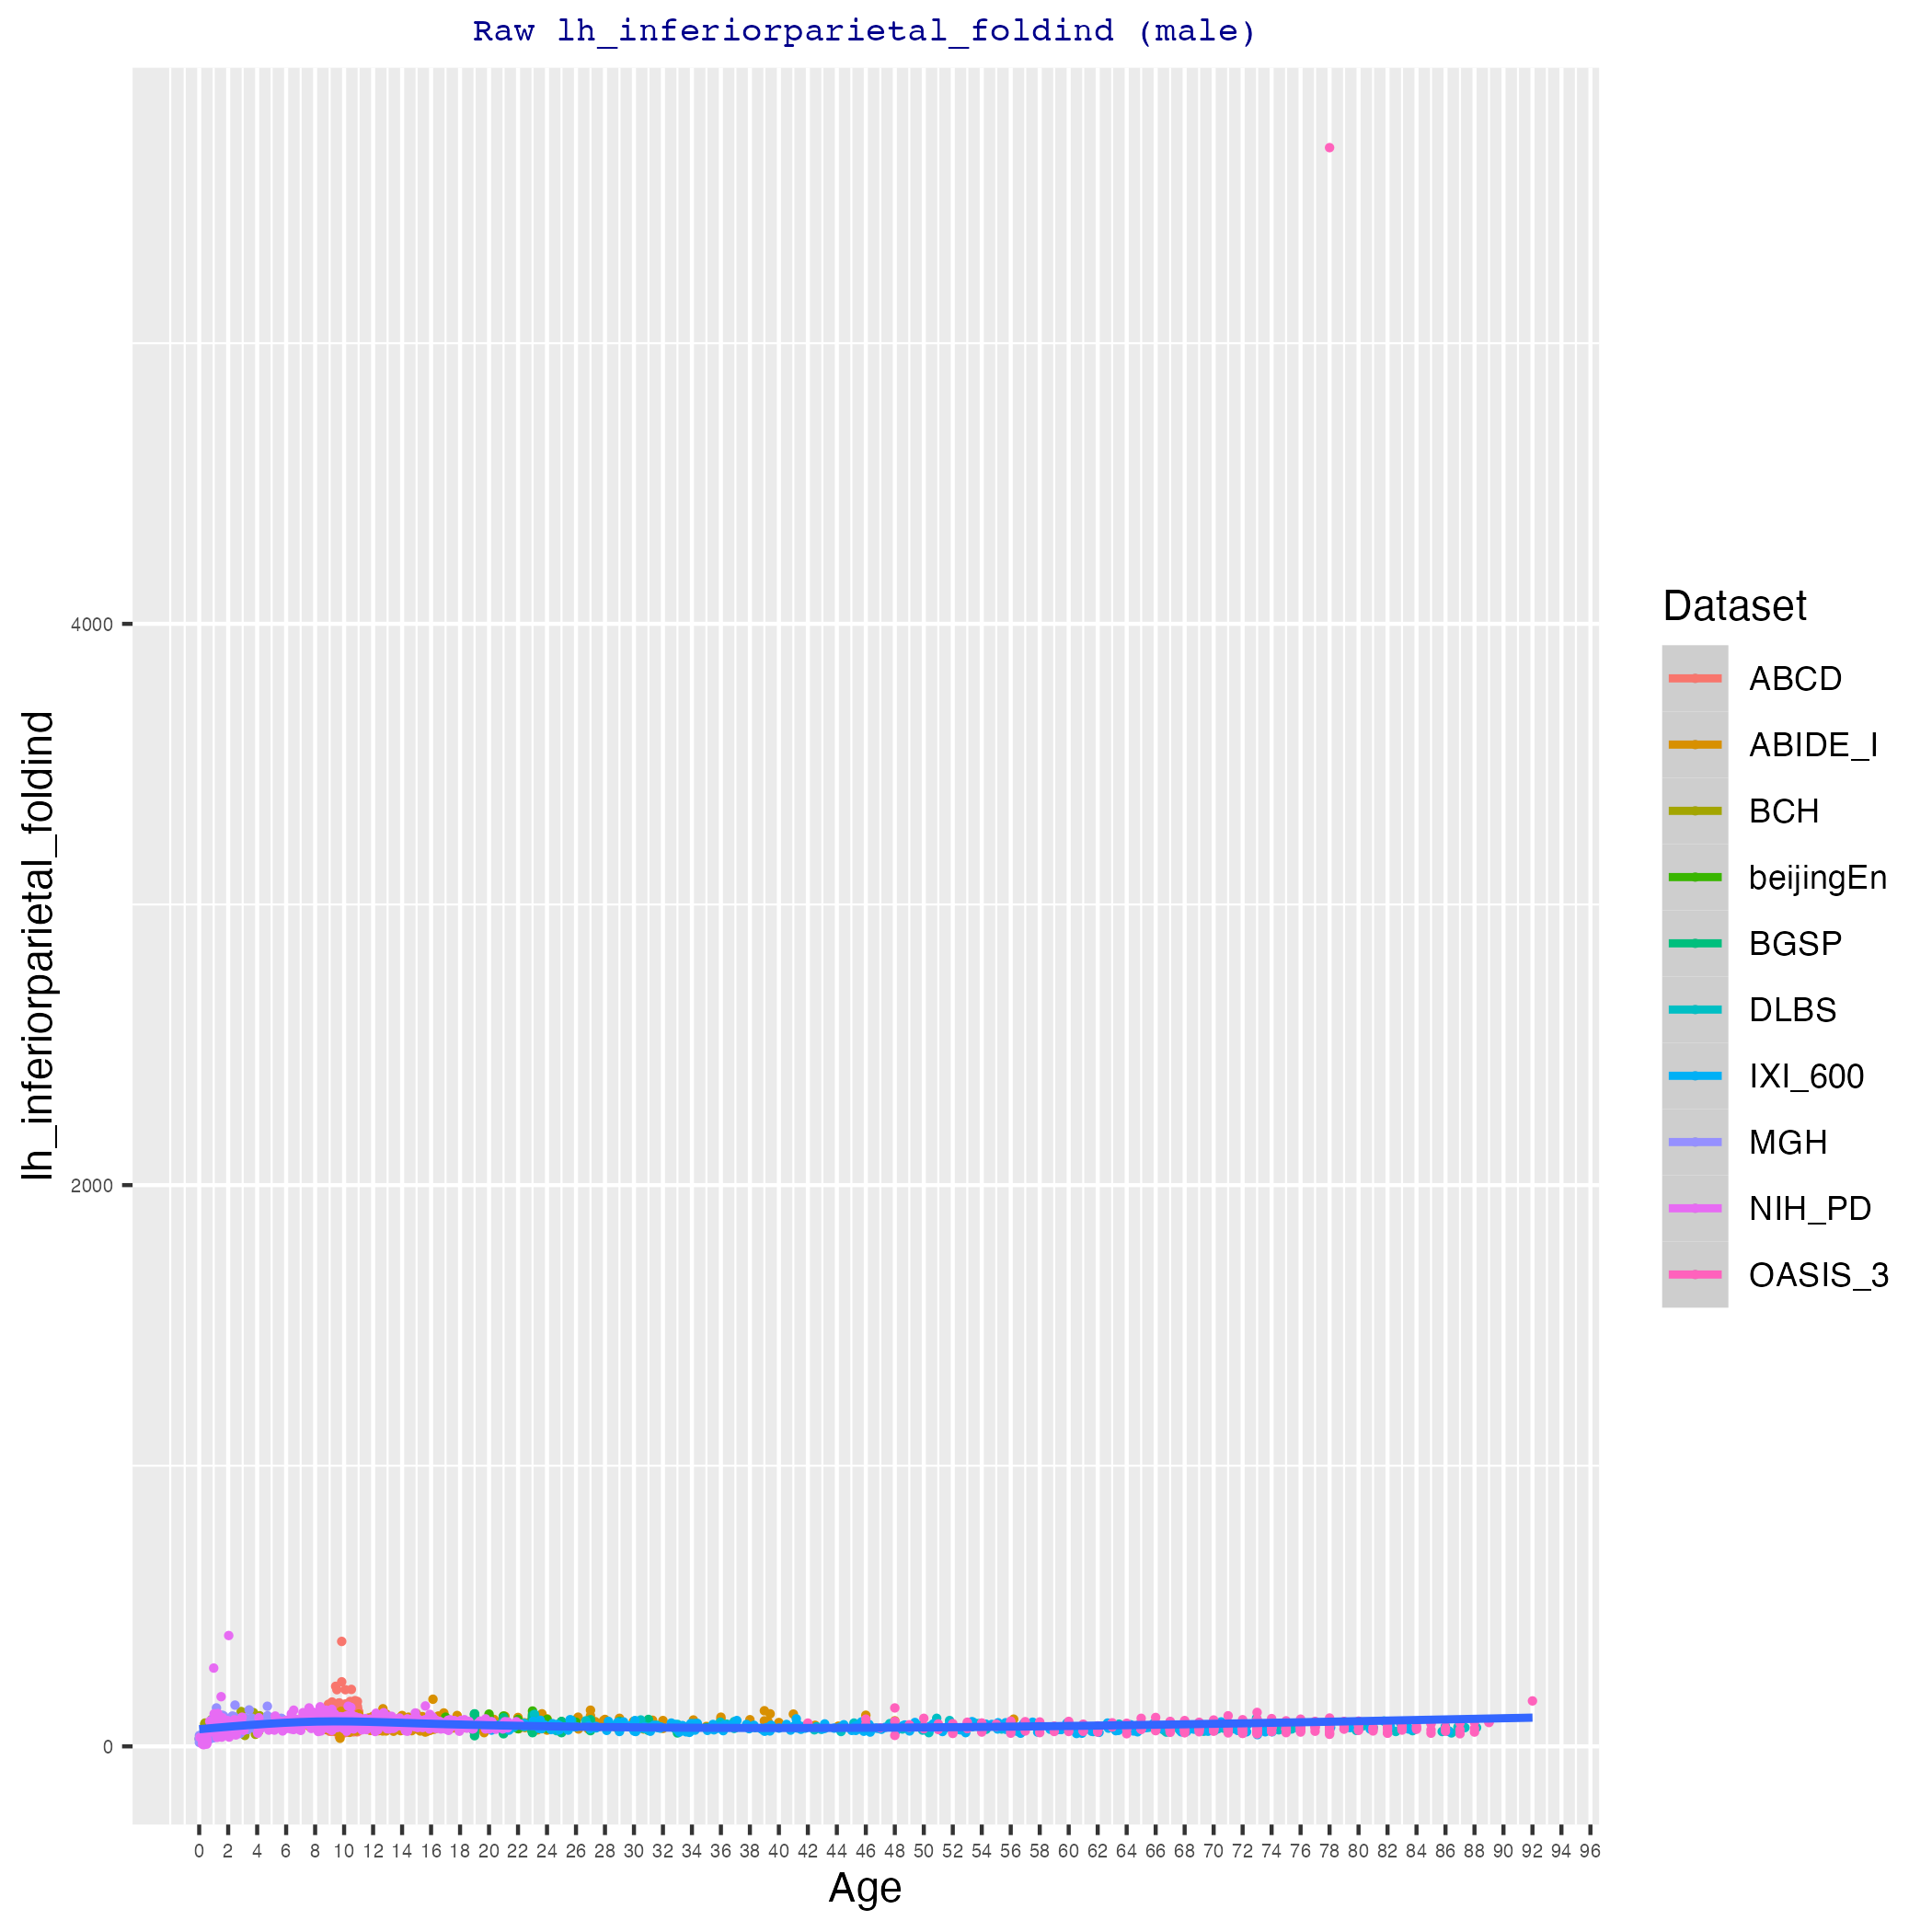 Raw lh_inferiorparietal_foldind (male)
lh_inferiorparietal_foldind
4000
2000
0
0 2 4 6 8 10 12 14 16 18 20 22 24 26 28 30 32 34 36 38 40 42 44 46 48 50 52 54 56 58 60 62 64 66 68 70 72 74 76 78 80 82 84 86 88 90 92 94 96
Age
Dataset
ABCD
ABIDE_I
BCH
beijingEn
BGSP
DLBS
IXI_600
MGH
NIH_PD
OASIS_3